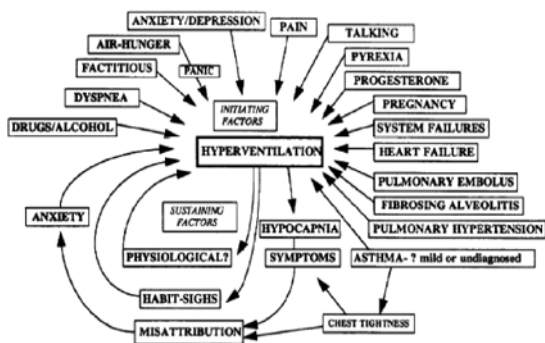 ANXIETY/DEPRESSION
PAIN
TALKING
AIR-HUNGER
PYREXIA
FACTITIOUS
PANIC
PROGESTERONE
DYSPNEA
INITIATING
FACTORS
PREGNANCY
DRUGS/ALCOHOL
SYSTEM FAILURES
HYPERVENTILATION
HEART FAILURE
PULMONARY EMBOLUS
FIBROSING ALVEOLITIS
ANXIETY
SUSTAINING
FACTORS
HYPOCAPNIA
PULMONARY HYPERTENSION
PHYSIOLOGICAL?
SYMPTOMS
ASTHMA- ? mild or undiagnosed
HABIT-SIGHS
MISATTRIBUTION
CHEST TIGHTNESS